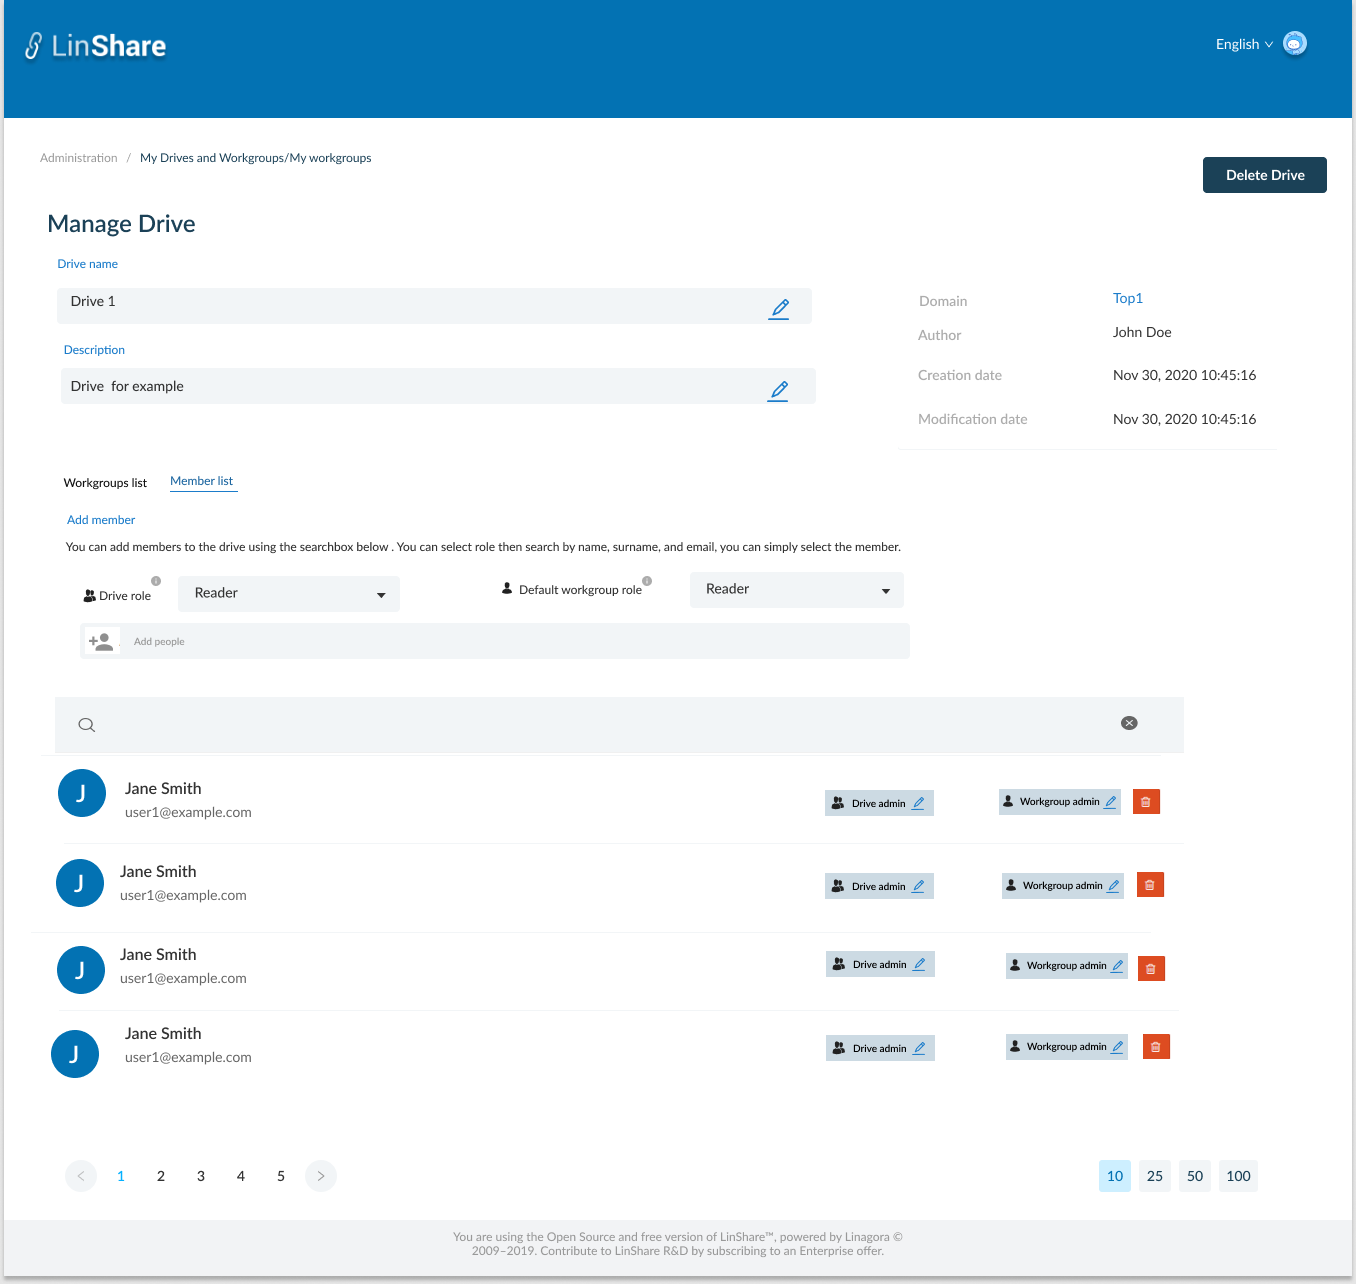 LinShare
English
Administration / My Drives and Workgroups/My workgroups
Delete Drive
Manage Drive
Drive name
Drive 1
Description
Drive  for example
Domain Top1
Author John Doe
Creation date Nov 30, 2020 10:45:16
Modification date Nov 30, 2020 10:45:16
Workgroups list Member list
Add member
You can add members to the drive using the searchbox below . You can select role then search by name, surname, and email, you can simply select the member.
Drive role Reader Default workgroup role Reader
Add people
J Jane Smith
user1@example.com
Drive admin Workgroup admin
J Jane Smith
user1@example.com
Drive admin Workgroup admin
J Jane Smith
user1@example.com
Drive admin Workgroup admin
J Jane Smith
user1@example.com
Drive admin Workgroup admin
< 1 2 3 4 5 > 10 25 50 100
You are using the Open Source and free version of LinShare™, powered by Linagora ©
2009–2019. Contribute to LinShare R&D by subscribing to an Enterprise offer.